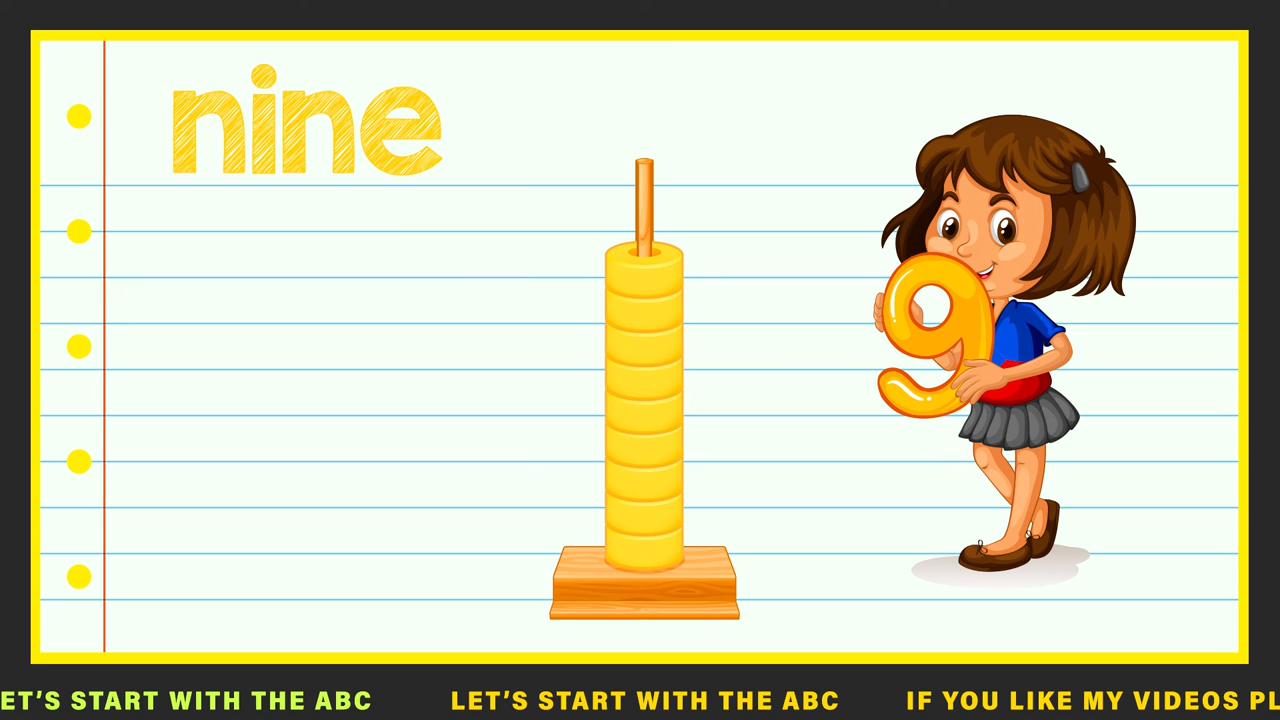 nine
9
ET'S START WITH THE ABC LET'S START WITH THE ABC IF YOU LIKE MY VIDEOS PL